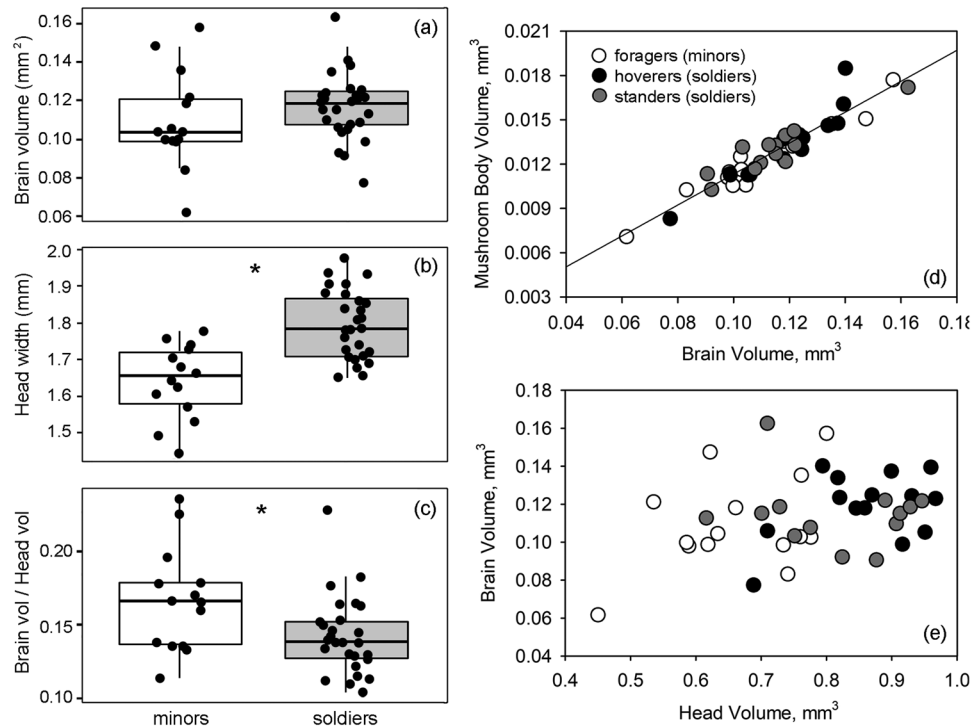 (a)
Brain volume (mm²)
0.16
0.14
0.12
0.10
0.08
0.06
(b)
*
Head width (mm)
2.0
1.9
1.8
1.7
1.6
1.5
(c)
*
Brain vol / Head vol
0.20
0.15
0.10
minors soldiers
Mushroom Body Volume, mm³
0.021
0.018
0.015
0.012
0.009
0.006
0.003
foragers (minors)
hoverers (soldiers)
standers (soldiers)
(d)
0.04 0.06 0.08 0.10 0.12 0.14 0.16 0.18
Brain Volume, mm³
Brain Volume, mm³
0.18
0.16
0.14
0.12
0.10
0.08
0.06
0.04
(e)
0.4 0.5 0.6 0.7 0.8 0.9 1.0
Head Volume, mm³